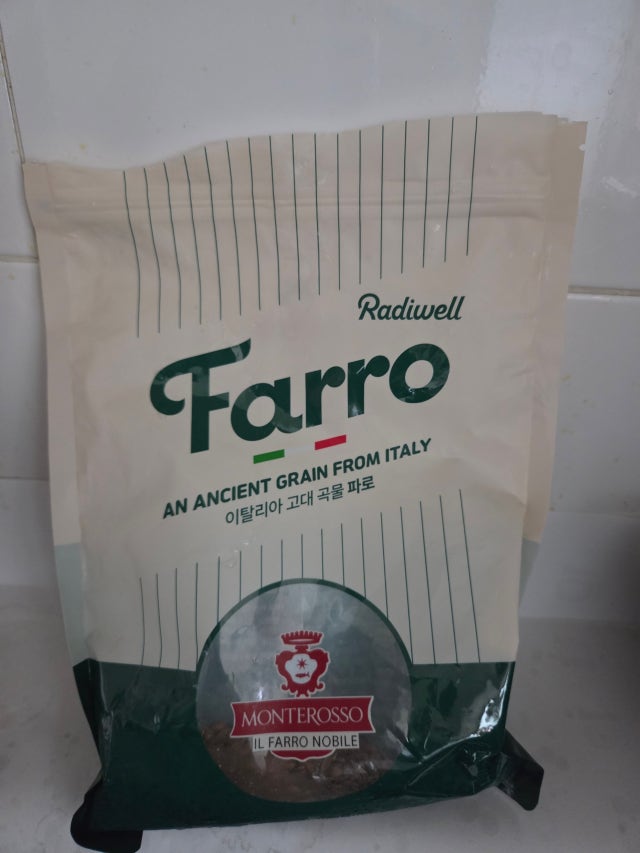 Radiwell
Farro
AN ANCIENT GRAIN FROM ITALY
이탈리아 고대 곡물 파로
MONTEROSSO
IL FARRO NOBILE